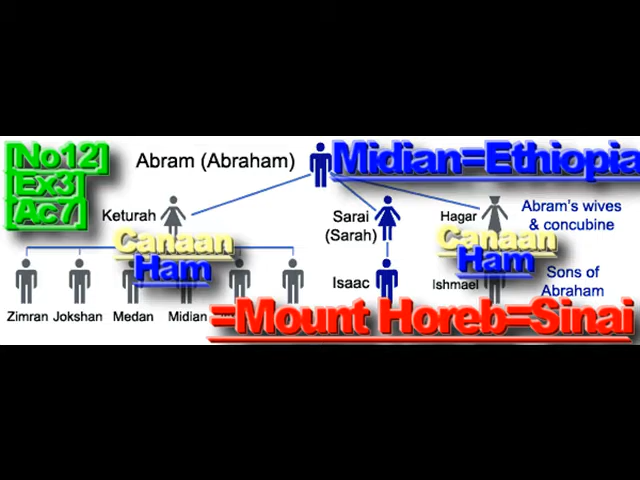 [No12]
[Ex3]
[Ac7]
Abram (Abraham)
Midian=Ethiopia
Keturah
Sarai
(Sarah)
Hagar
Abram's wives
& concubine
Canaan
Ham
Canaan
Ham
Isaac
Ishmael
Sons of
Abraham
Zimran Jokshan Medan Midian
=Mount Horeb=Sinai